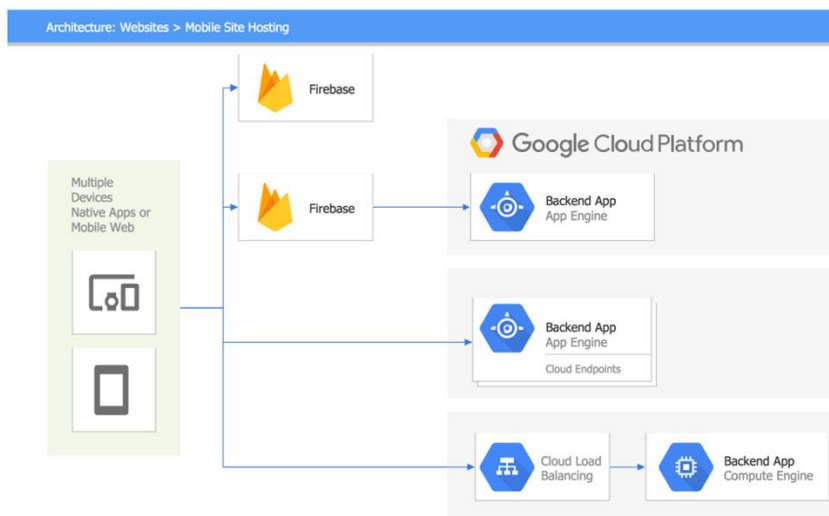 Architecture: Websites > Mobile Site Hosting
Firebase
Google Cloud Platform
Multiple
Devices
Native Apps or
Mobile Web
Firebase
Backend App
App Engine
Backend App
App Engine
Cloud Endpoints
Cloud Load
Balancing
Backend App
Compute Engine